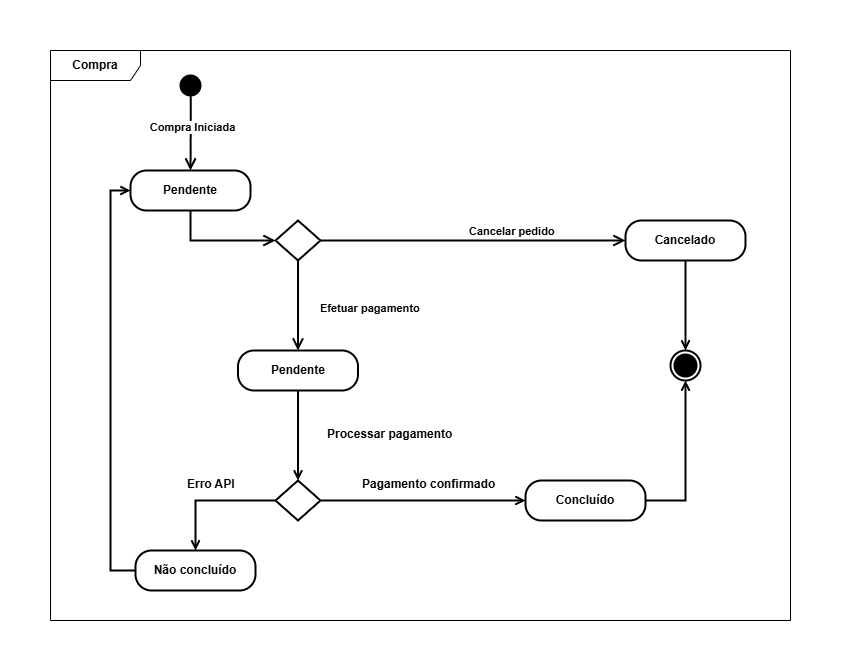 Compra
Compra Iniciada
Pendente
Cancelar pedido
Cancelado
Efetuar pagamento
Pendente
Processar pagamento
Erro API
Pagamento confirmado
Concluído
Não concluído